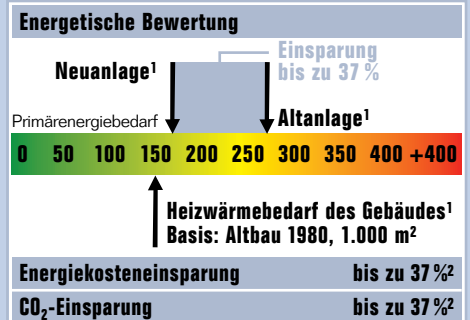 Energetische Bewertung
Einsparung
bis zu 37 %
Neuanlage¹
Primärenergiebedarf
Altanlage¹
0 50 100 150 200 250 300 350 400 +400
Heizwärmebedarf des Gebäudes¹
Basis: Altbau 1980, 1.000 m²
Energiekosteneinsparung bis zu 37 %²
CO₂-Einsparung bis zu 37 %²